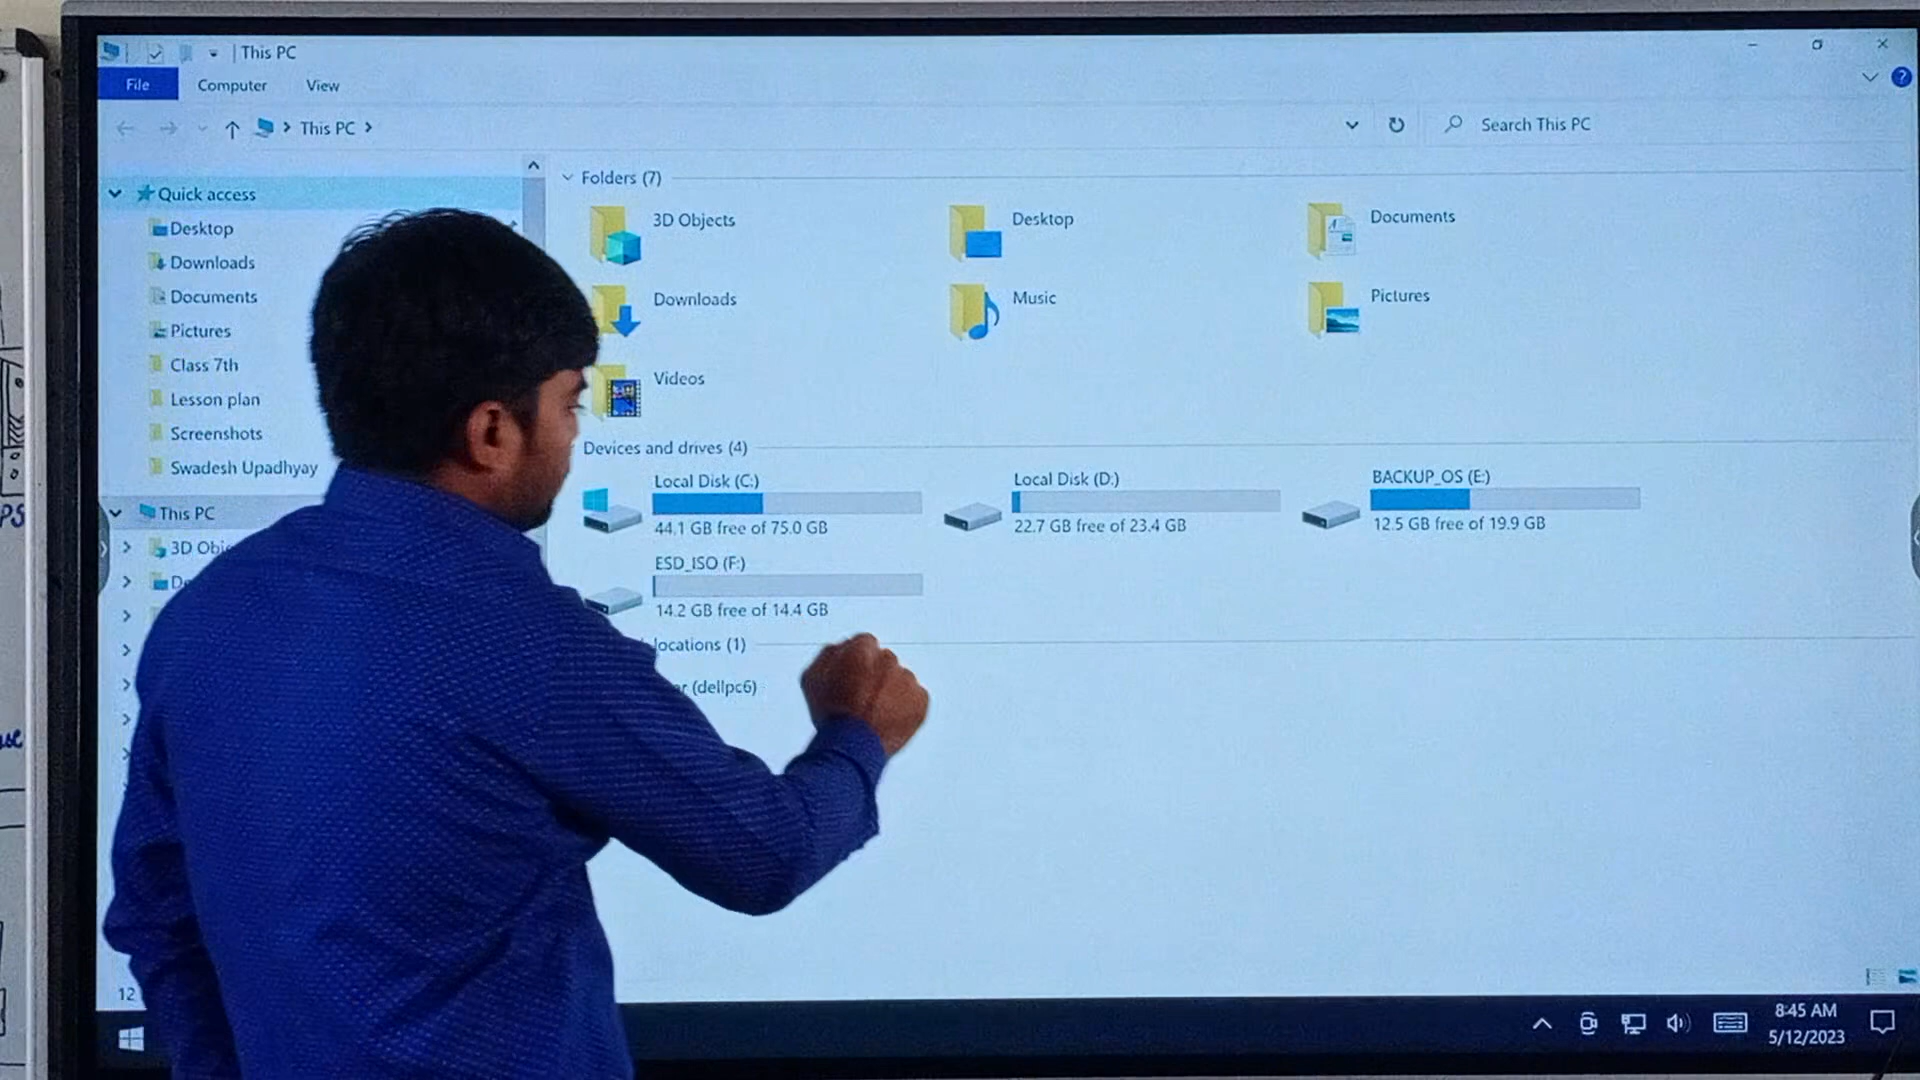 This PC
File Computer View
This PC
Search This PC
Quick access
Desktop
Downloads
Documents
Pictures
Class 7th
Lesson plan
Screenshots
Swadesh Upadhyay
This PC
3D
Folders (7)
3D Objects
Desktop
Documents
Downloads
Music
Pictures
Videos
Devices and drives (4)
Local Disk (C:)
44.1 GB free of 75.0 GB
Local Disk (D:)
22.7 GB free of 23.4 GB
BACKUP_OS (E:)
12.5 GB free of 19.9 GB
ESD_ISO (F:)
14.2 GB free of 14.4 GB
locations (1)
(dellpc6)
12
8:45 AM
5/12/2023